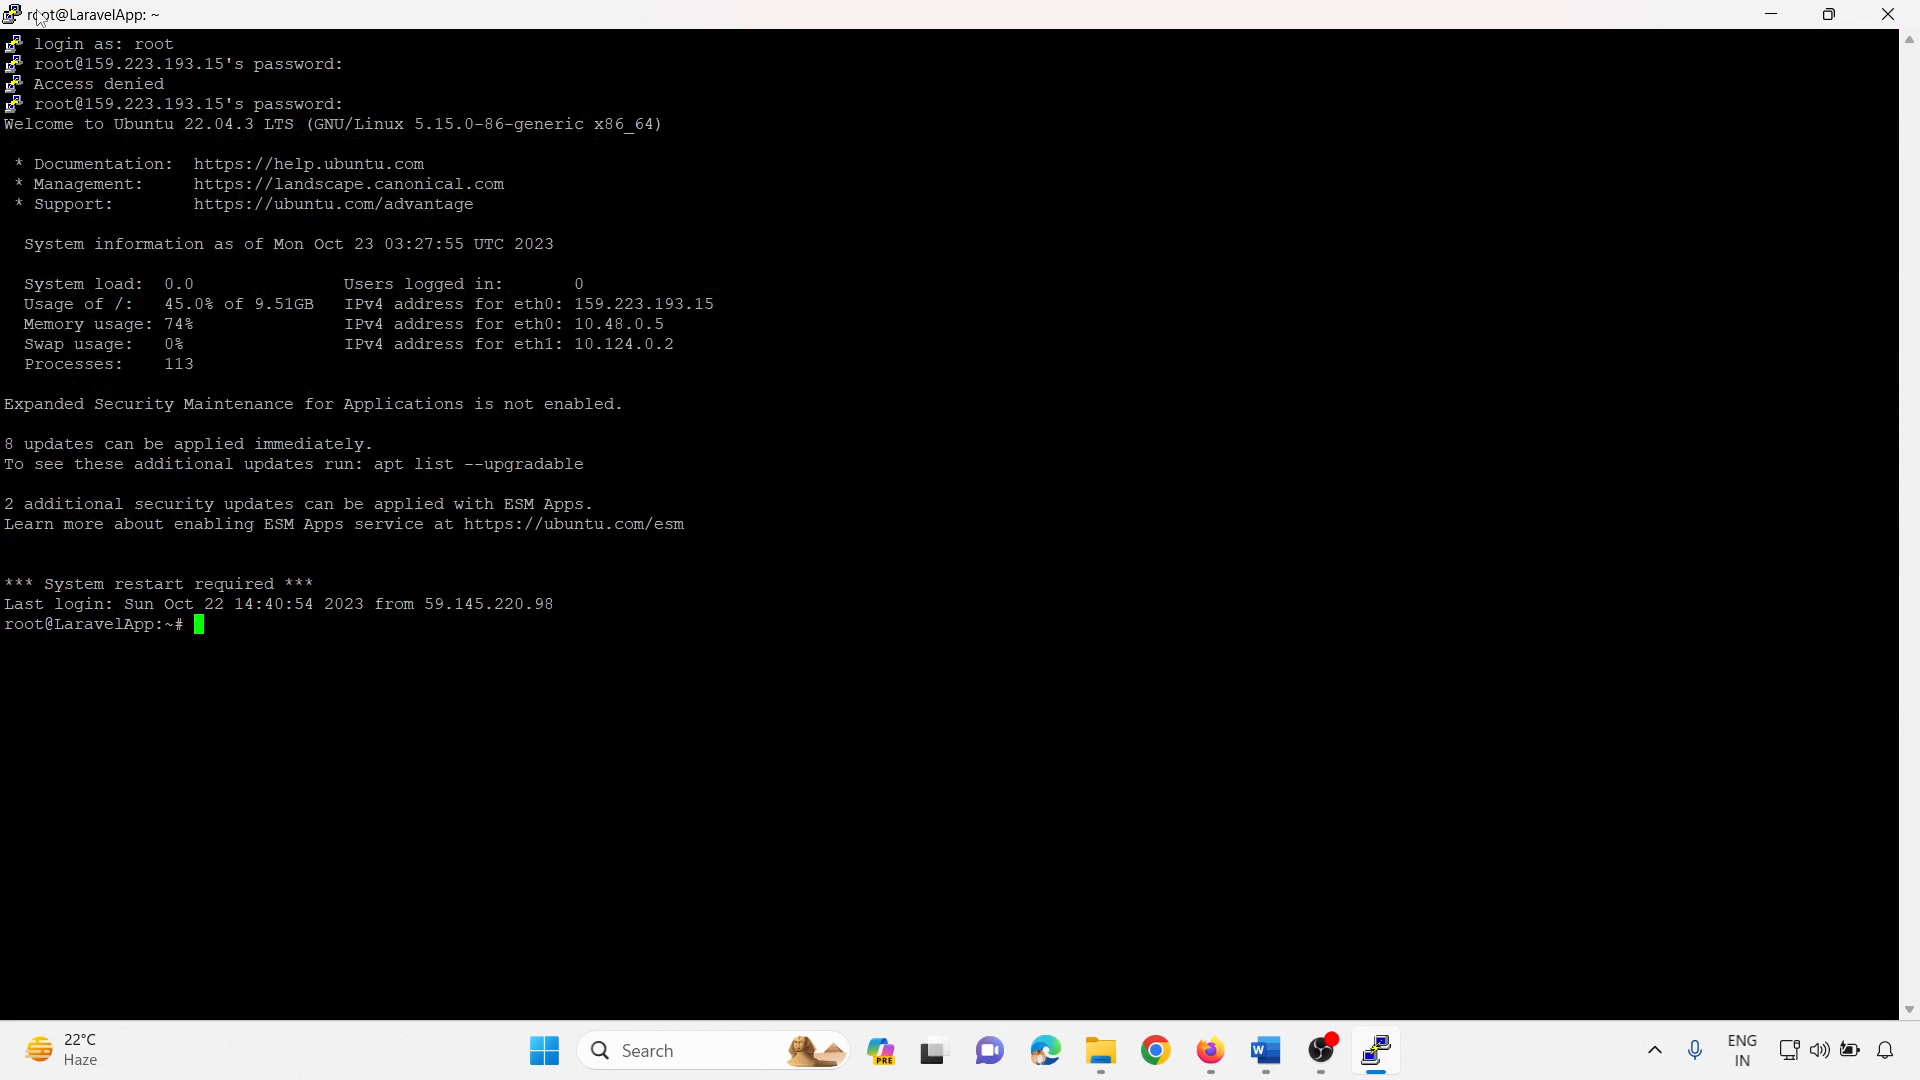 root@LaravelApp: ~
login as: root
root@159.223.193.15's password:
Access denied
root@159.223.193.15's password:
Welcome to Ubuntu 22.04.3 LTS (GNU/Linux 5.15.0-86-generic x86_64)
* Documentation:  https://help.ubuntu.com
* Management:     https://landscape.canonical.com
* Support:        https://ubuntu.com/advantage
System information as of Mon Oct 23 03:27:55 UTC 2023
System load:  0.0               Users logged in:       0
Usage of /:   45.0% of 9.51GB   IPv4 address for eth0: 159.223.193.15
Memory usage: 74%               IPv4 address for eth0: 10.48.0.5
Swap usage:   0%                IPv4 address for eth1: 10.124.0.2
Processes:    113
Expanded Security Maintenance for Applications is not enabled.
8 updates can be applied immediately.
To see these additional updates run: apt list --upgradable
2 additional security updates can be applied with ESM Apps.
Learn more about enabling ESM Apps service at https://ubuntu.com/esm
*** System restart required ***
Last login: Sun Oct 22 14:40:54 2023 from 59.145.220.98
root@LaravelApp:~#
22°C
Haze
Search
PRE
W
ENG
IN